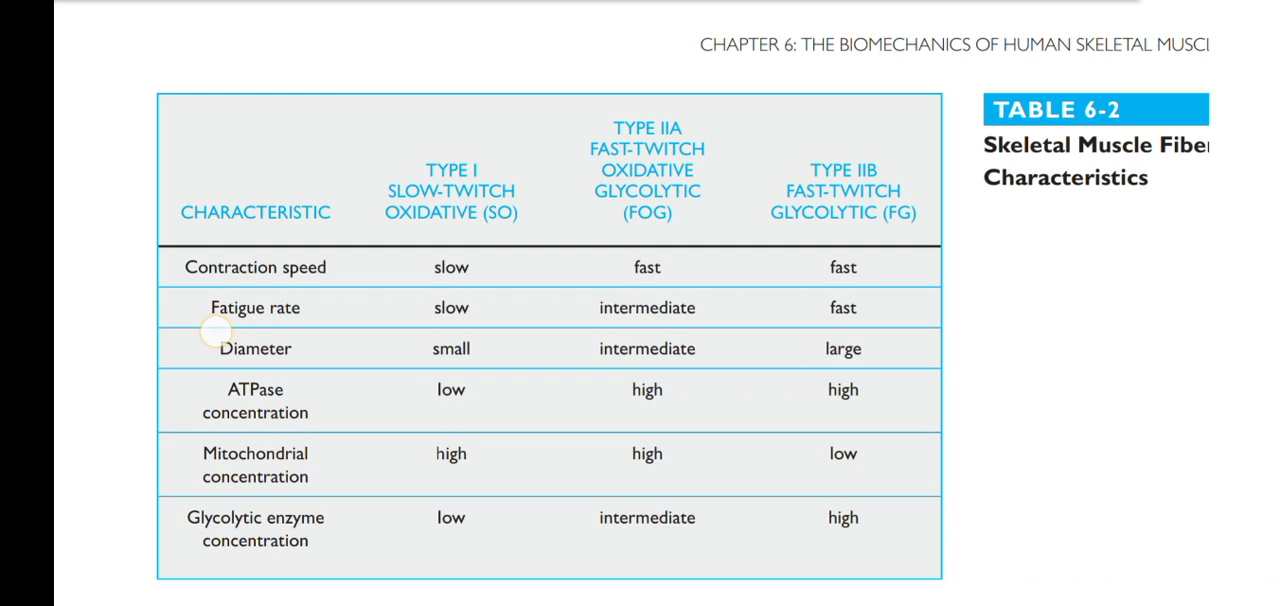 CHAPTER 6: THE BIOMECHANICS OF HUMAN SKELETAL MUSCL
TABLE 6-2
Skeletal Muscle Fiber
Characteristics
CHARACTERISTIC
TYPE I
SLOW-TWITCH
OXIDATIVE (SO)
TYPE IIA
FAST-TWITCH
OXIDATIVE
GLYCOLYTIC
(FOG)
TYPE IIB
FAST-TWITCH
GLYCOLYTIC (FG)
Contraction speed slow fast fast
Fatigue rate slow intermediate fast
Diameter small intermediate large
ATPase low high high
concentration
Mitochondrial high high low
concentration
Glycolytic enzyme low intermediate high
concentration